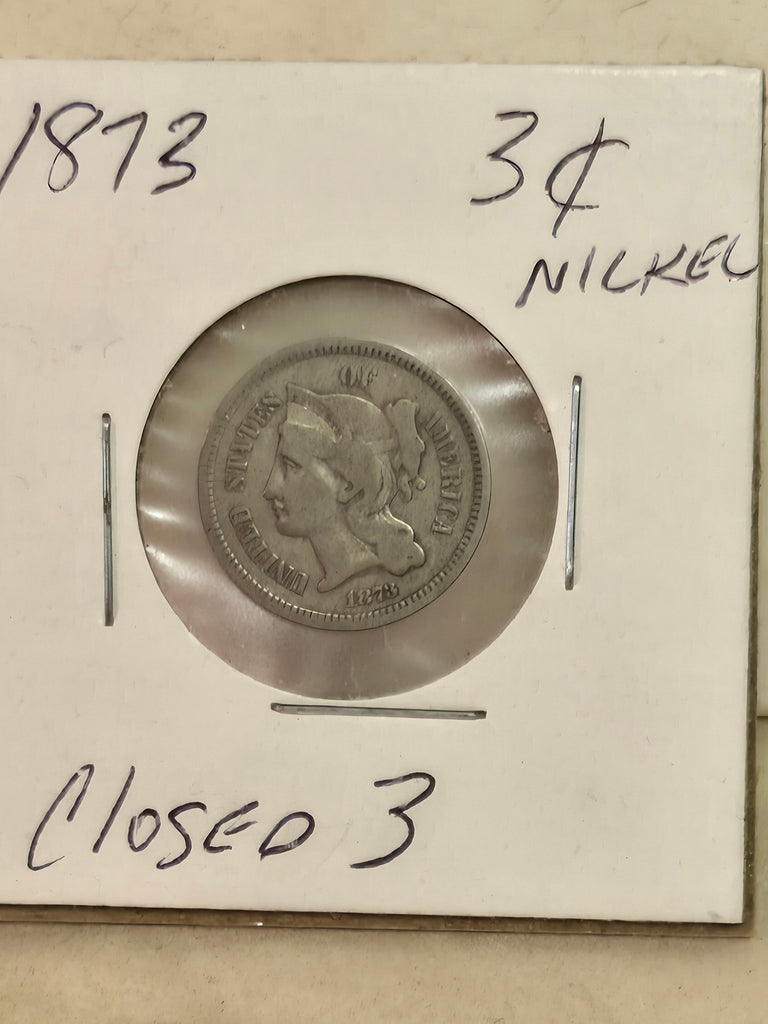 1873
3¢
NICKEL
UNITED STATES OF AMERICA
1873
Closed 3